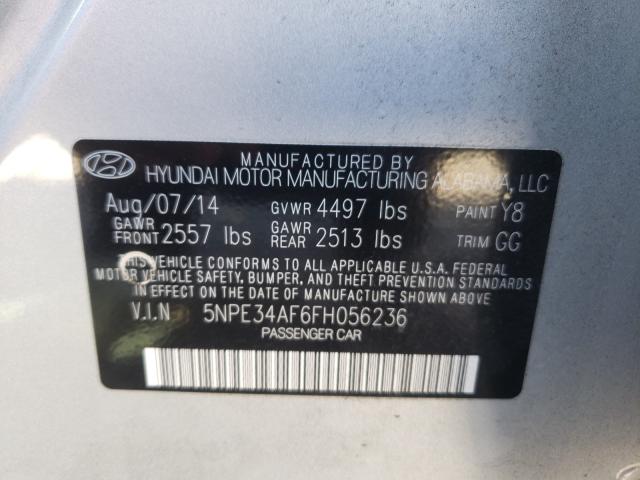 MANUFACTURED BY
HYUNDAI MOTOR MANUFACTURING ALABAMA, LLC
Aug/07/14 GVWR 4497 lbs PAINT Y8
GAWR FRONT 2557 lbs GAWR REAR 2513 lbs TRIM GG
THIS VEHICLE CONFORMS TO ALL APPLICABLE U.S.A. FEDERAL
MOTOR VEHICLE SAFETY, BUMPER, AND THEFT PREVENTION STANDARDS
IN EFFECT ON THE DATE OF MANUFACTURE SHOWN ABOVE.
V.I.N 5NPE34AF6FH056236
PASSENGER CAR